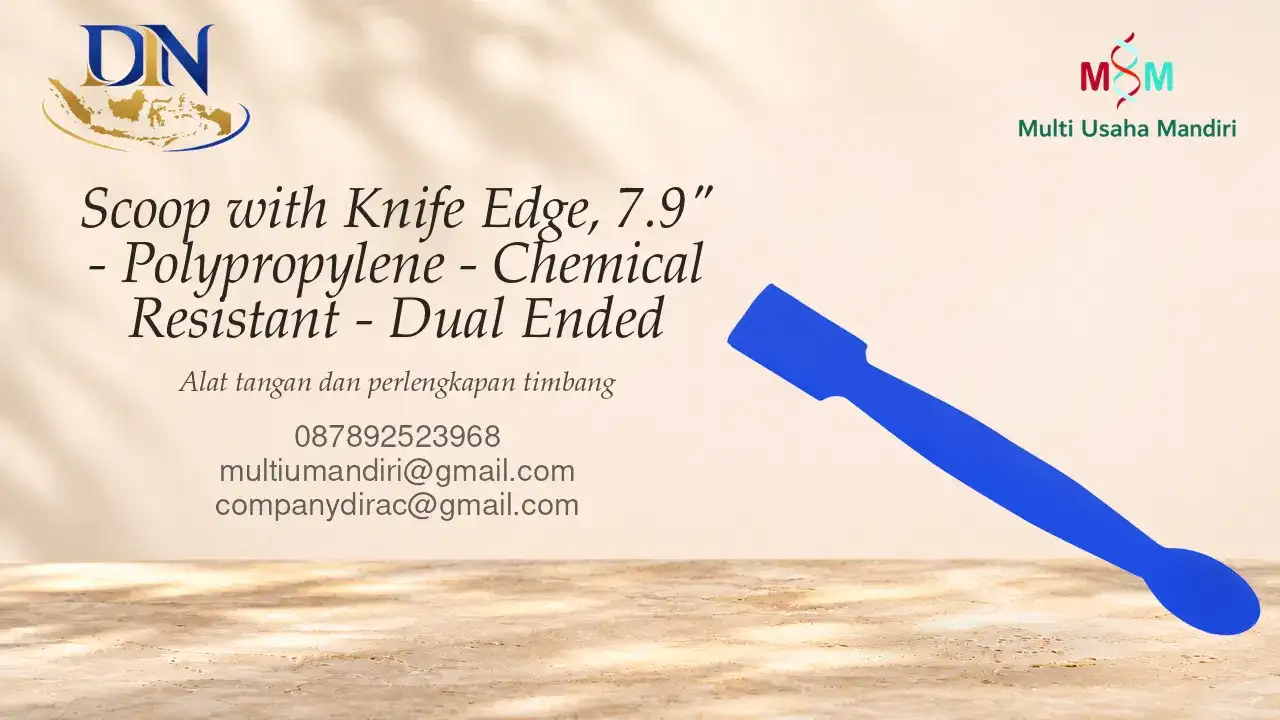 DIN
MSM
Multi Usaha Mandiri
Scoop with Knife Edge, 7.9”
- Polypropylene - Chemical
Resistant - Dual Ended
Alat tangan dan perlengkapan timbang
087892523968
multiumandiri@gmail.com
companydirac@gmail.com